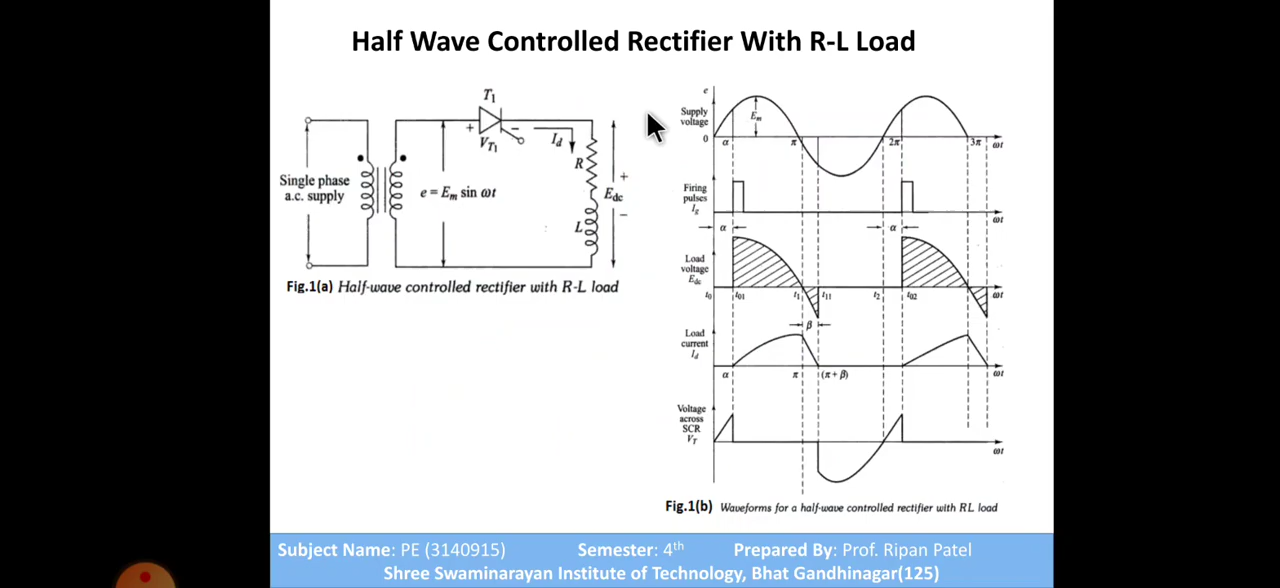 Half Wave Controlled Rectifier With R-L Load
T1
+
−
VT1
Id
R
L
+
Edc
−
Single phase
a.c. supply
e = Em sin ωt
Fig.1(a) Half-wave controlled rectifier with R-L load
e
Supply
voltage
Em
0
α
π
2π
3π
ωt
Firing
pulses
Ig
ωt
α
α
Load
voltage
Edc
t0
t01
t1
t11
t2
t02
ωt
β
Load
current
Id
α
π
(π + β)
ωt
Voltage
across
SCR
VT
ωt
Fig.1(b) Waveforms for a half-wave controlled rectifier with RL load
Subject Name: PE (3140915) Semester: 4th Prepared By: Prof. Ripan Patel
Shree Swaminarayan Institute of Technology, Bhat Gandhinagar(125)